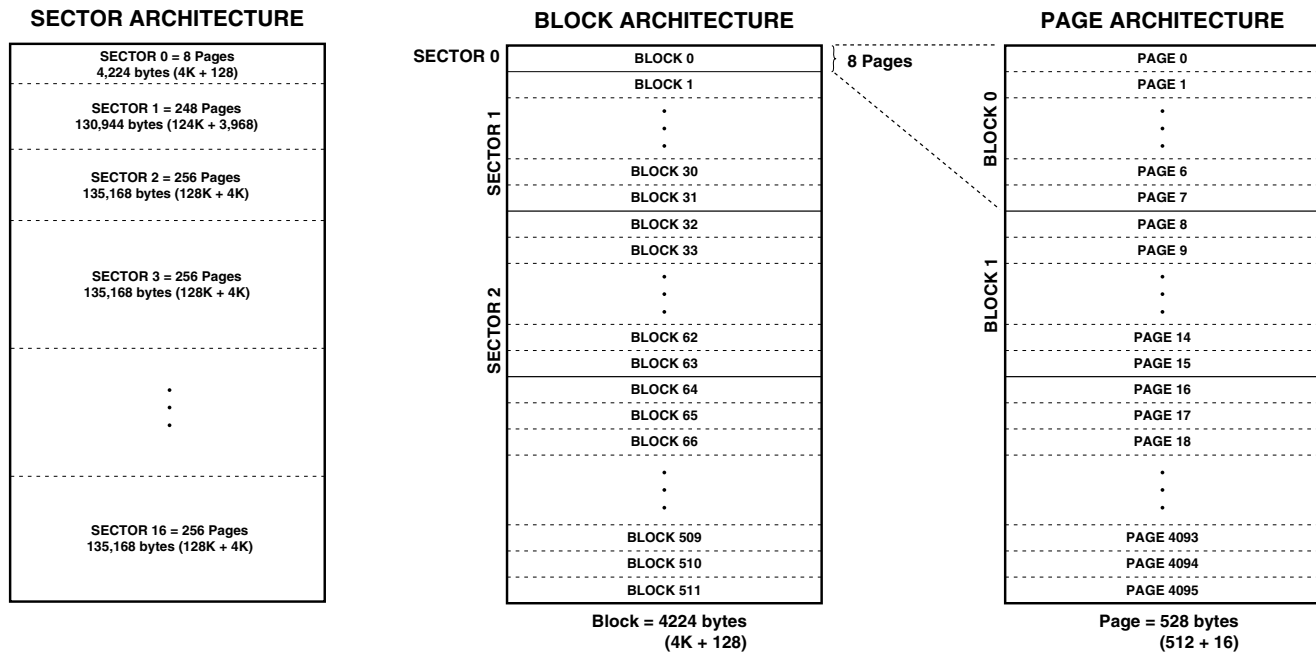 SECTOR ARCHITECTURE
SECTOR 0 = 8 Pages
4,224 bytes (4K + 128)
SECTOR 1 = 248 Pages
130,944 bytes (124K + 3,968)
SECTOR 2 = 256 Pages
135,168 bytes (128K + 4K)
SECTOR 3 = 256 Pages
135,168 bytes (128K + 4K)
SECTOR 16 = 256 Pages
135,168 bytes (128K + 4K)
BLOCK ARCHITECTURE
SECTOR 0
SECTOR 1
SECTOR 2
BLOCK 0
BLOCK 1
BLOCK 30
BLOCK 31
BLOCK 32
BLOCK 33
BLOCK 62
BLOCK 63
BLOCK 64
BLOCK 65
BLOCK 66
BLOCK 509
BLOCK 510
BLOCK 511
Block = 4224 bytes
(4K + 128)
8 Pages
PAGE ARCHITECTURE
BLOCK 0
BLOCK 1
PAGE 0
PAGE 1
PAGE 6
PAGE 7
PAGE 8
PAGE 9
PAGE 14
PAGE 15
PAGE 16
PAGE 17
PAGE 18
PAGE 4093
PAGE 4094
PAGE 4095
Page = 528 bytes
(512 + 16)